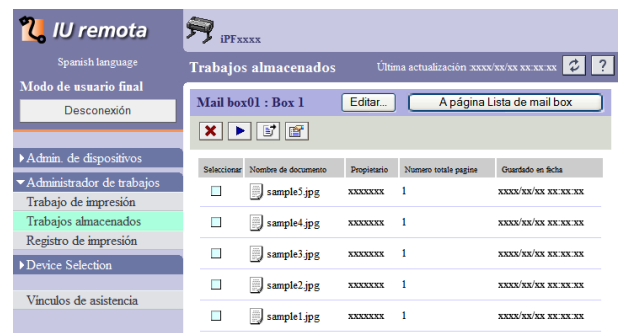 IU remota
iPFxxxx
Spanish language
Trabajos almacenados
Última actualización :xxxx/xx/xx xx:xx:xx
?
Modo de usuario final
Desconexión
Mail box01 : Box 1
Editar...
A página Lista de mail box
Admin. de dispositivos
Administrador de trabajos
Trabajo de impresión
Trabajos almacenados
Registro de impresión
Device Selection
Vínculos de asistencia
Seleccionar Nombre de documento Propietario Numero totale pagine Guardado en fecha
sample5.jpg xxxxxxx 1 xxxx/xx/xx xx:xx:xx
sample4.jpg xxxxxxx 1 xxxx/xx/xx xx:xx:xx
sample3.jpg xxxxxxx 1 xxxx/xx/xx xx:xx:xx
sample2.jpg xxxxxxx 1 xxxx/xx/xx xx:xx:xx
sample1.jpg xxxxxxx 1 xxxx/xx/xx xx:xx:xx